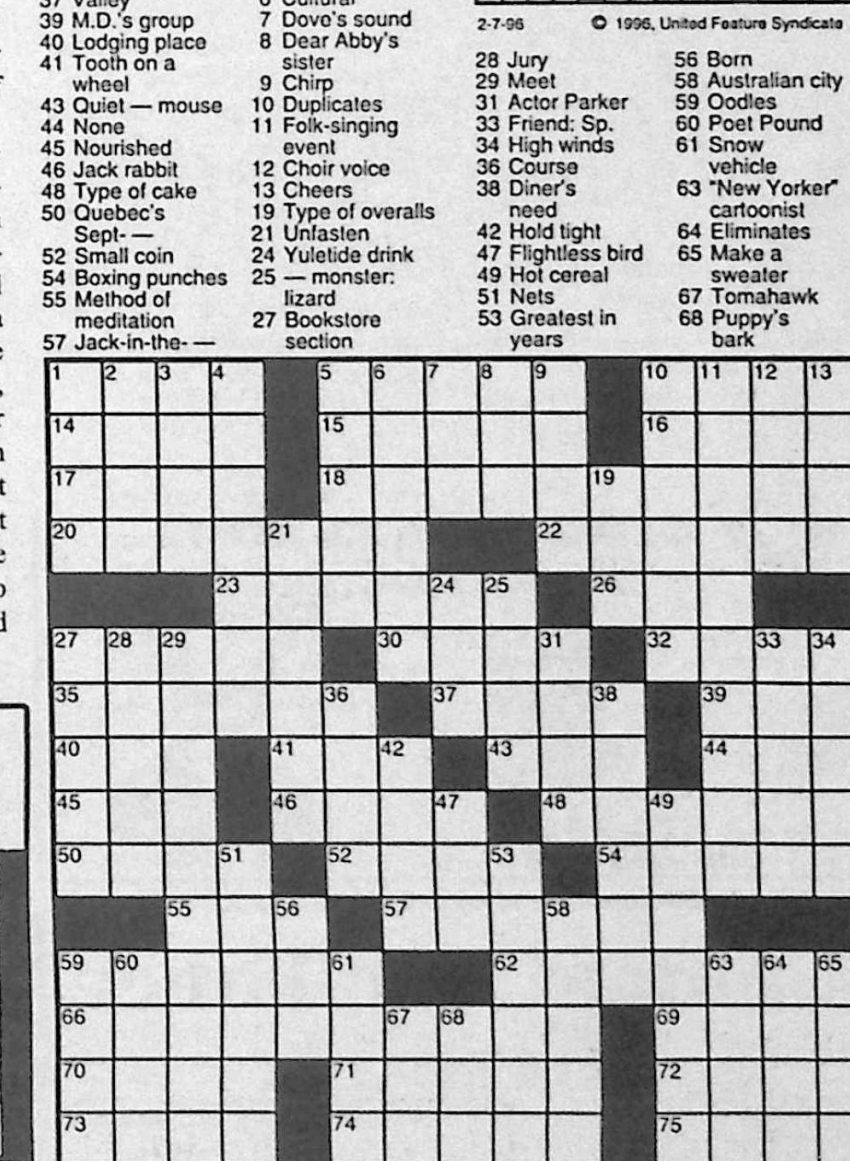 37 Valley
39 M.D.'s group
40 Lodging place
41 Tooth on a
wheel
43 Quiet — mouse
44 None
45 Nourished
46 Jack rabbit
48 Type of cake
50 Quebec's
Sept- —
52 Small coin
54 Boxing punches
55 Method of
meditation
57 Jack-in-the- —
6 Cultural
7 Dove's sound
8 Dear Abby's
sister
9 Chirp
10 Duplicates
11 Folk-singing
event
12 Choir voice
13 Cheers
19 Type of overalls
21 Unfasten
24 Yuletide drink
25 — monster:
lizard
27 Bookstore
section
2-7-96 © 1996, United Feature Syndicate
28 Jury
29 Meet
31 Actor Parker
33 Friend: Sp.
34 High winds
36 Course
38 Diner's
need
42 Hold tight
47 Flightless bird
49 Hot cereal
51 Nets
53 Greatest in
years
56 Born
58 Australian city
59 Oodles
60 Poet Pound
61 Snow
vehicle
63 "New Yorker"
cartoonist
64 Eliminates
65 Make a
sweater
67 Tomahawk
68 Puppy's
bark
1 2 3 4 5 6 7 8 9 10 11 12 13
14 15 16
17 18 19
20 21 22
23 24 25 26
27 28 29 30 31 32 33 34
35 36 37 38 39
40 41 42 43 44
45 46 47 48 49
50 51 52 53 54
55 56 57 58
59 60 61 62 63 64 65
66 67 68 69
70 71 72
73 74 75